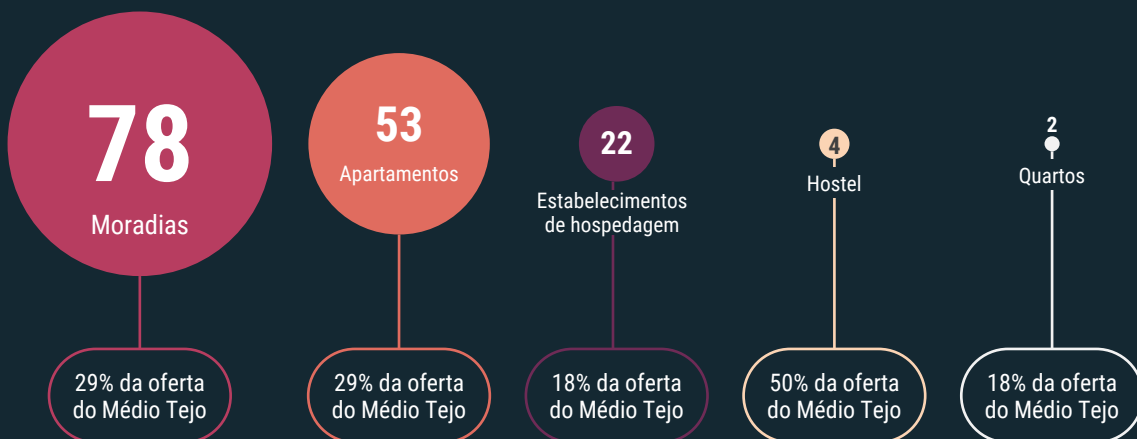 78
Moradias
29% da oferta
do Médio Tejo
53
Apartamentos
29% da oferta
do Médio Tejo
22
Estabelecimentos
de hospedagem
18% da oferta
do Médio Tejo
4
Hostel
50% da oferta
do Médio Tejo
2
Quartos
18% da oferta
do Médio Tejo